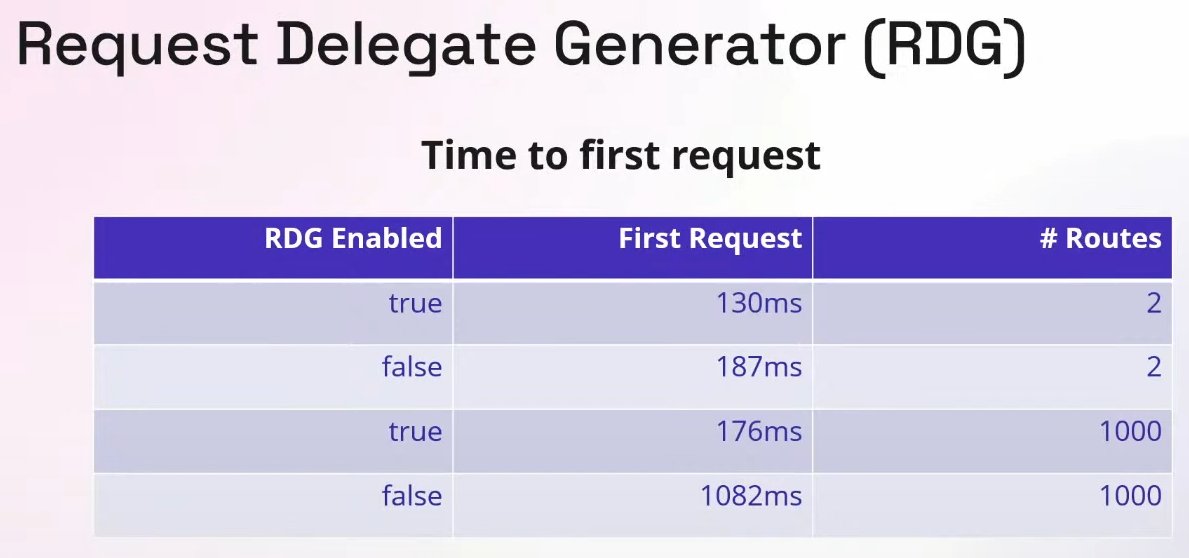 Request Delegate Generator (RDG)
Time to first request
RDG Enabled First Request # Routes
true 130ms 2
false 187ms 2
true 176ms 1000
false 1082ms 1000